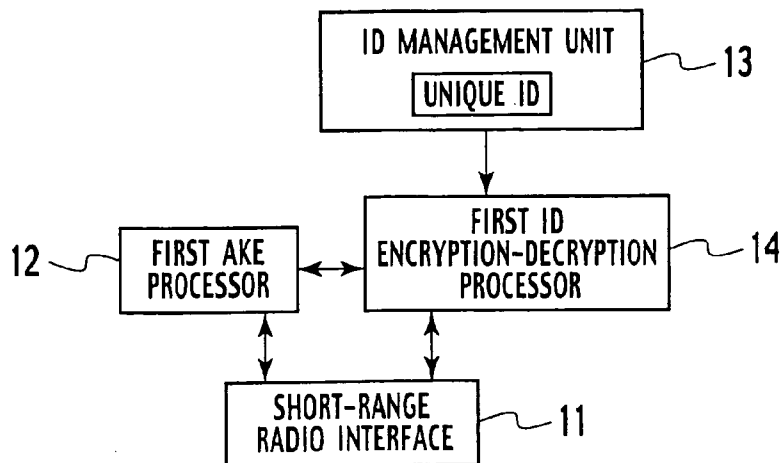 ID MANAGEMENT UNIT
UNIQUE ID
13
FIRST AKE
PROCESSOR
12
FIRST ID
ENCRYPTION-DECRYPTION
PROCESSOR
14
SHORT-RANGE
RADIO INTERFACE
11